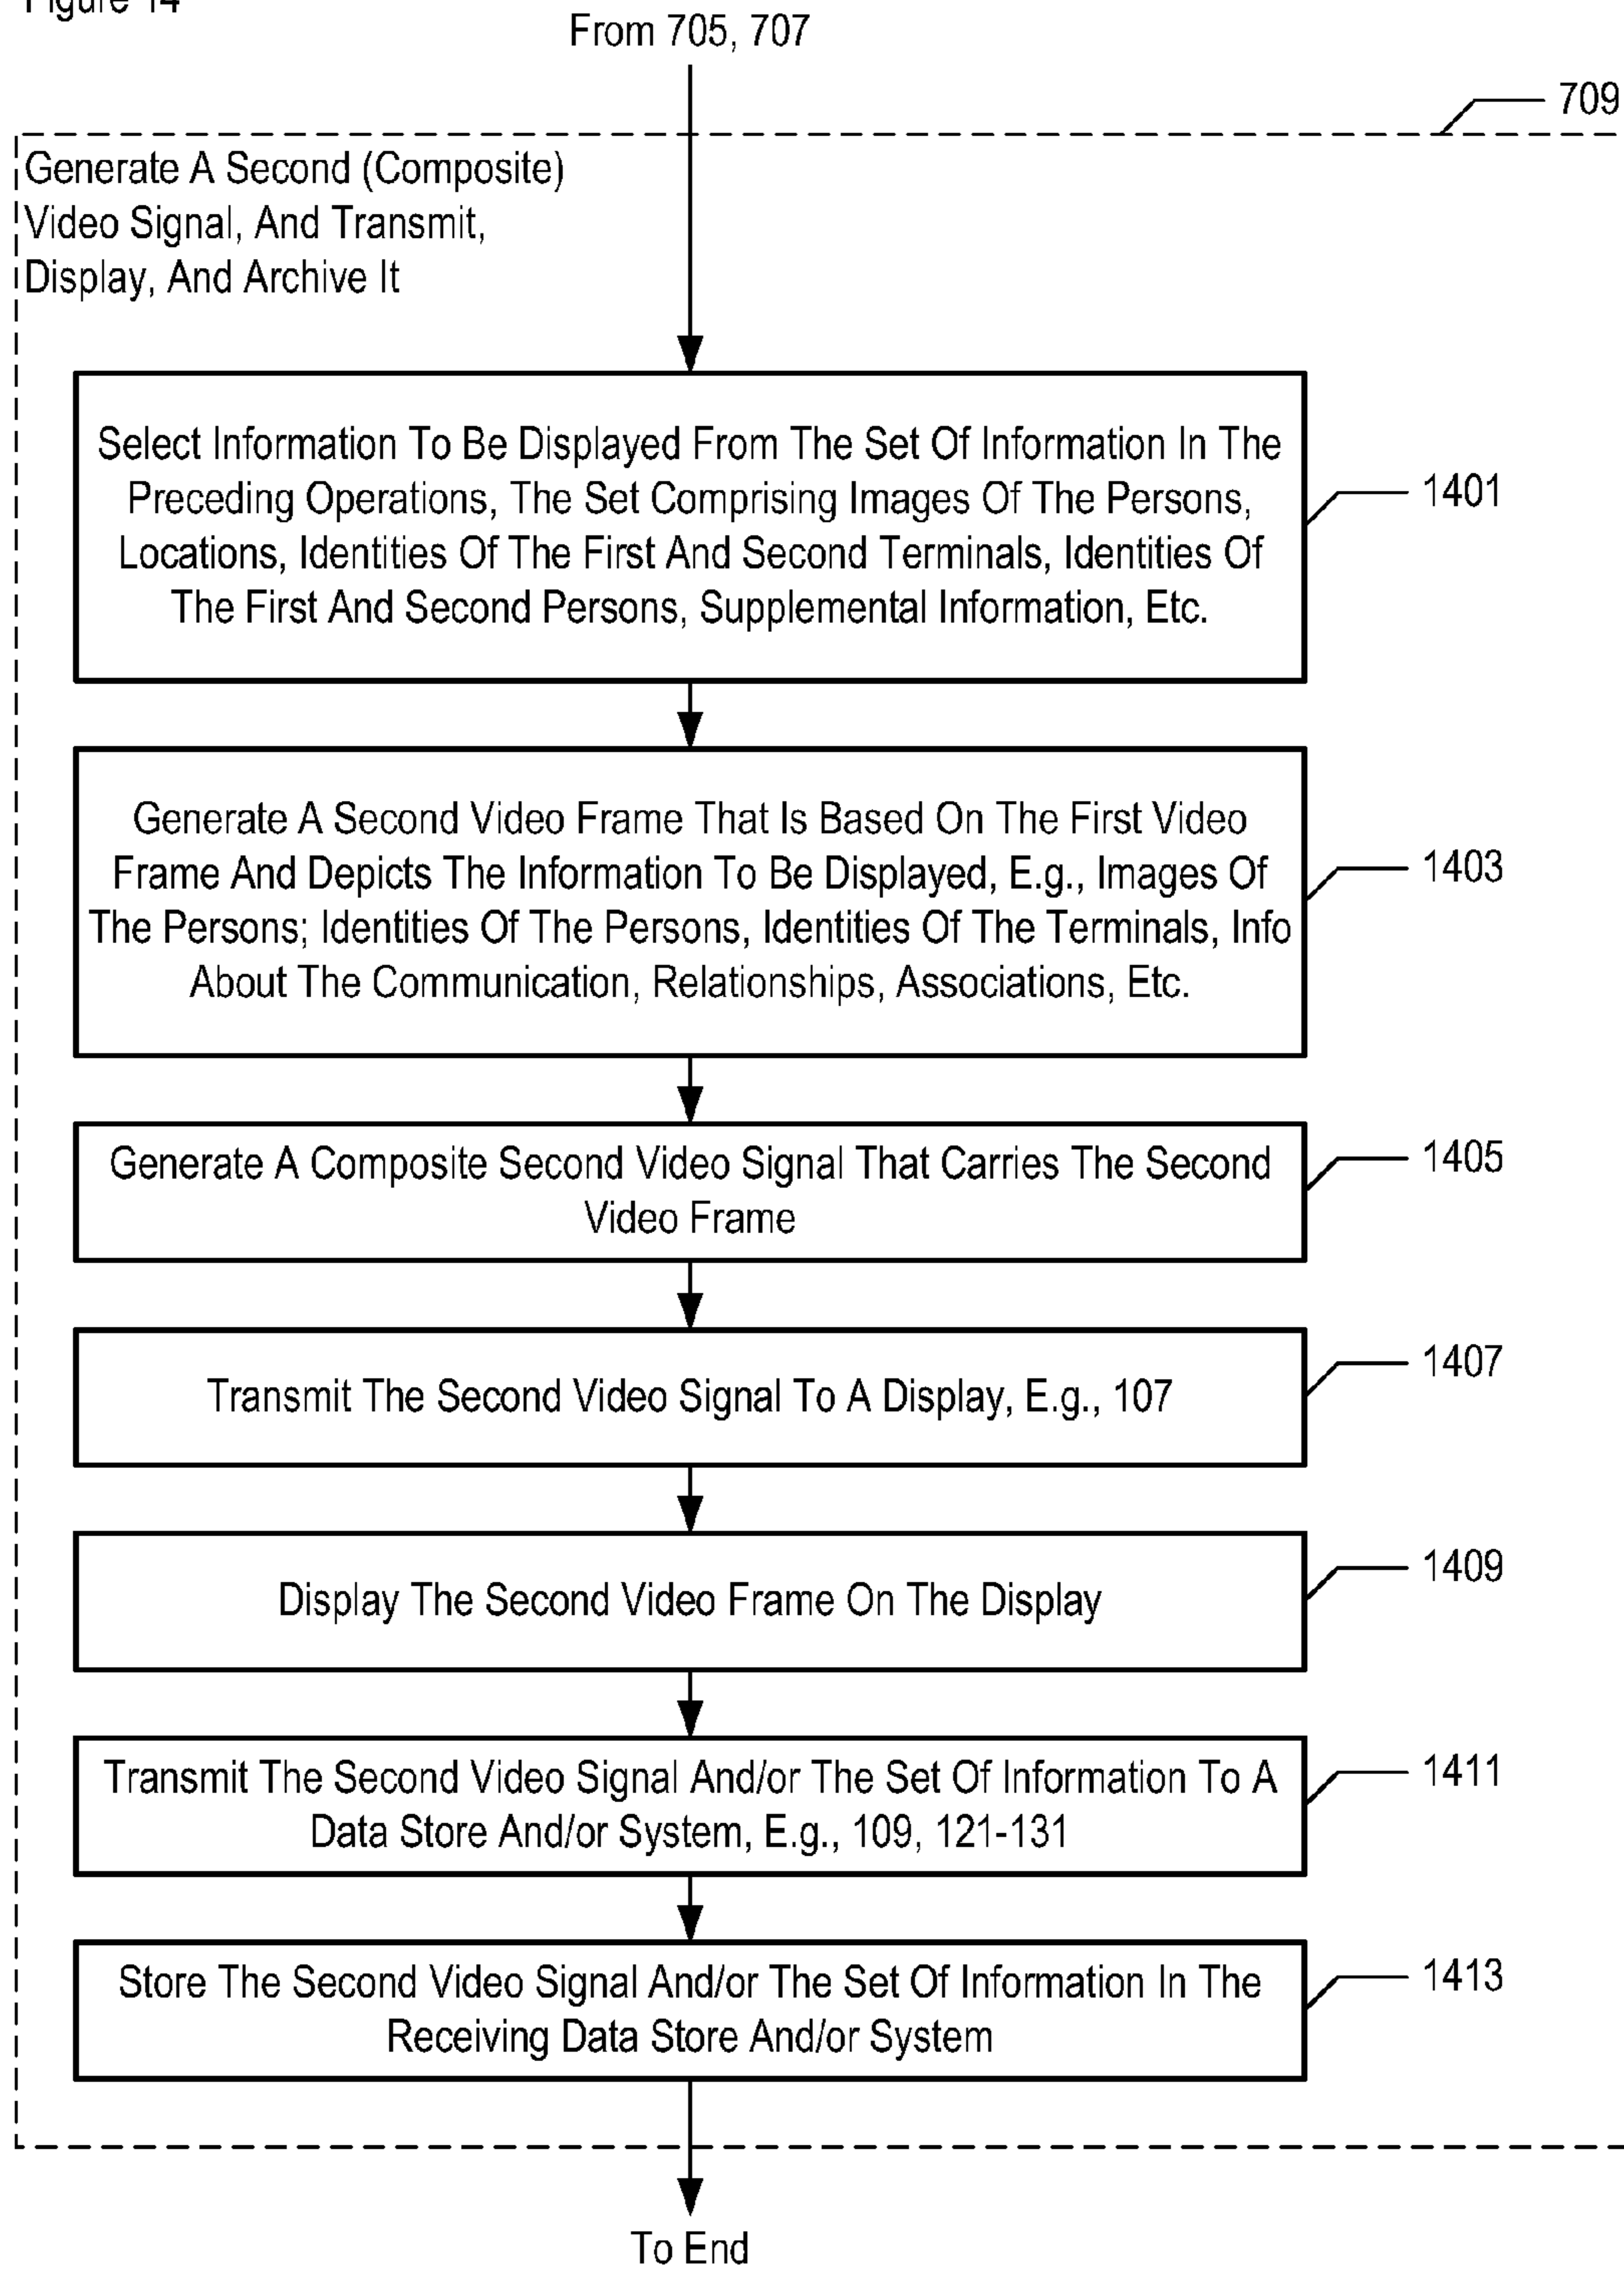 Figure 14
From 705, 707
709
Generate A Second (Composite)
Video Signal, And Transmit,
Display, And Archive It
Select Information To Be Displayed From The Set Of Information In The
Preceding Operations, The Set Comprising Images Of The Persons,
Locations, Identities Of The First And Second Terminals, Identities Of
The First And Second Persons, Supplemental Information, Etc.
1401
Generate A Second Video Frame That Is Based On The First Video
Frame And Depicts The Information To Be Displayed, E.g., Images Of
The Persons; Identities Of The Persons, Identities Of The Terminals, Info
About The Communication, Relationships, Associations, Etc.
1403
Generate A Composite Second Video Signal That Carries The Second
Video Frame
1405
Transmit The Second Video Signal To A Display, E.g., 107
1407
Display The Second Video Frame On The Display
1409
Transmit The Second Video Signal And/or The Set Of Information To A
Data Store And/or System, E.g., 109, 121-131
1411
Store The Second Video Signal And/or The Set Of Information In The
Receiving Data Store And/or System
1413
To End